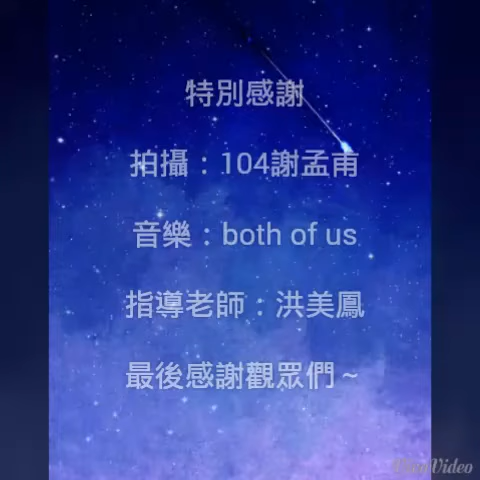 特別感謝
拍攝：104謝孟甫
音樂：both of us
指導老師：洪美鳳
最後感謝觀眾們～
VivaVideo